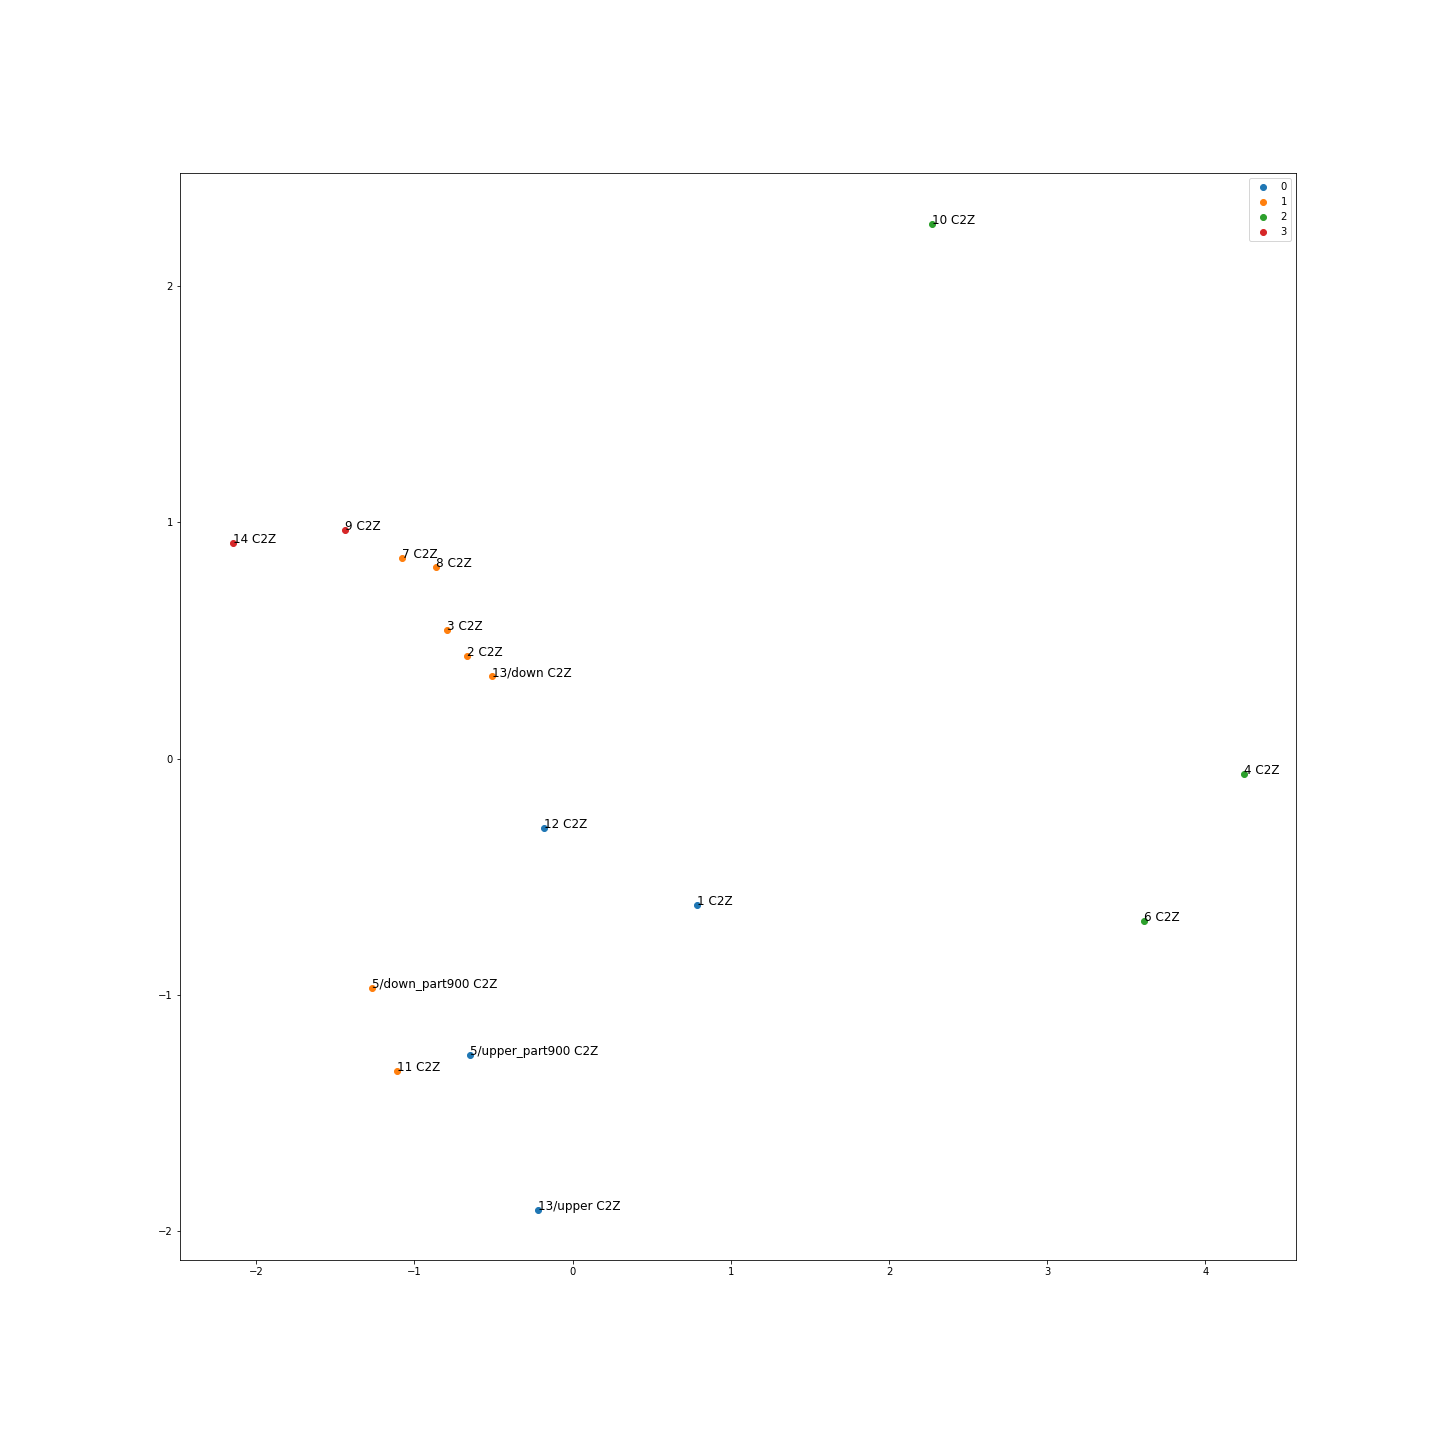 0
1
2
3
10 C2Z
2
9 C2Z
1
14 C2Z
7 C2Z
8 C2Z
3 C2Z
2 C2Z
13/down C2Z
0
4 C2Z
12 C2Z
1 C2Z
6 C2Z
5/down_part900 C2Z
−1
5/upper_part900 C2Z
11 C2Z
13/upper C2Z
−2
−2 −1 0 1 2 3 4